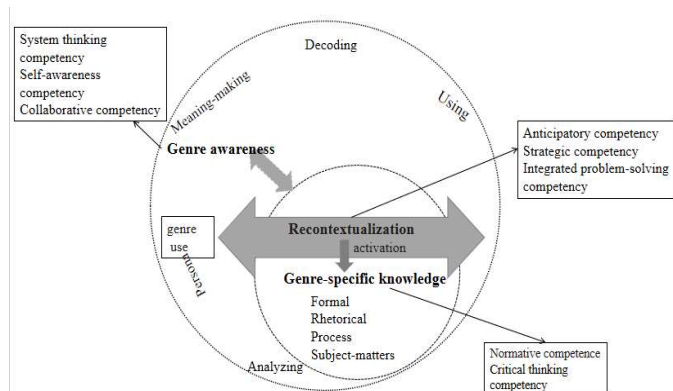 System thinking
competency
Self-awareness
competency
Collaborative competency
Decoding
Meaning-making
Using
Genre awareness
Anticipatory competency
Strategic competency
Integrated problem-solving
competency
genre
use
Recontextualization
activation
Persona
Genre-specific knowledge
Formal
Rhetorical
Process
Subject-matters
Analyzing
Normative competence
Critical thinking
competency